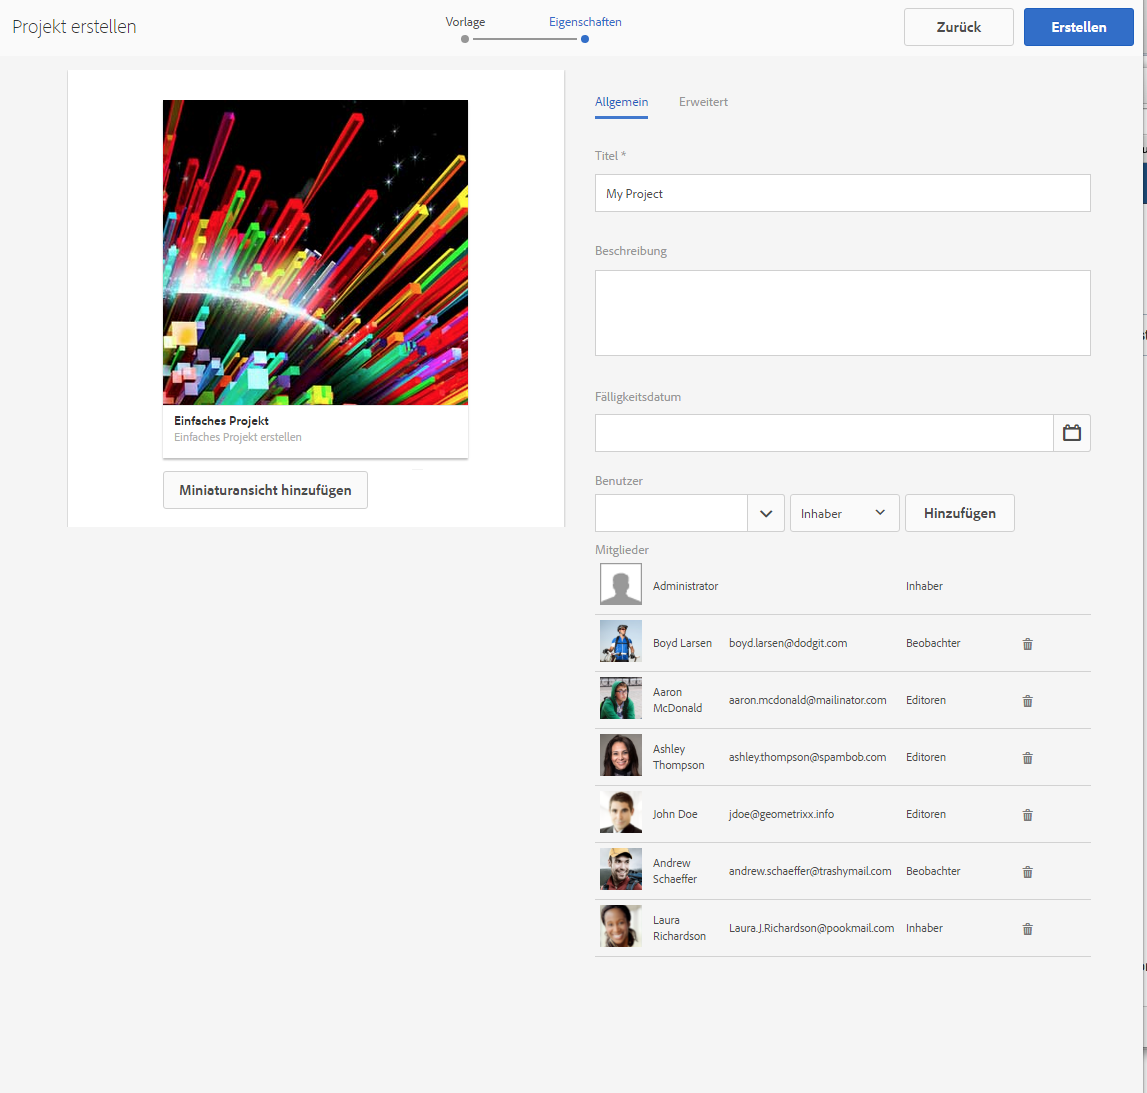 Projekt erstellen
Vorlage
Eigenschaften
Zurück
Erstellen
Einfaches Projekt
Einfaches Projekt erstellen
Miniaturansicht hinzufügen
Allgemein
Erweitert
Titel *
My Project
Beschreibung
Fälligkeitsdatum
Benutzer
Inhaber
Hinzufügen
Mitglieder
Administrator Inhaber
Boyd Larsen boyd.larsen@dodgit.com Beobachter
Aaron
McDonald aaron.mcdonald@mailinator.com Editoren
Ashley
Thompson ashley.thompson@spambob.com Editoren
John Doe jdoe@geometrixx.info Editoren
Andrew
Schaeffer andrew.schaeffer@trashymail.com Beobachter
Laura
Richardson Laura.J.Richardson@pookmail.com Inhaber